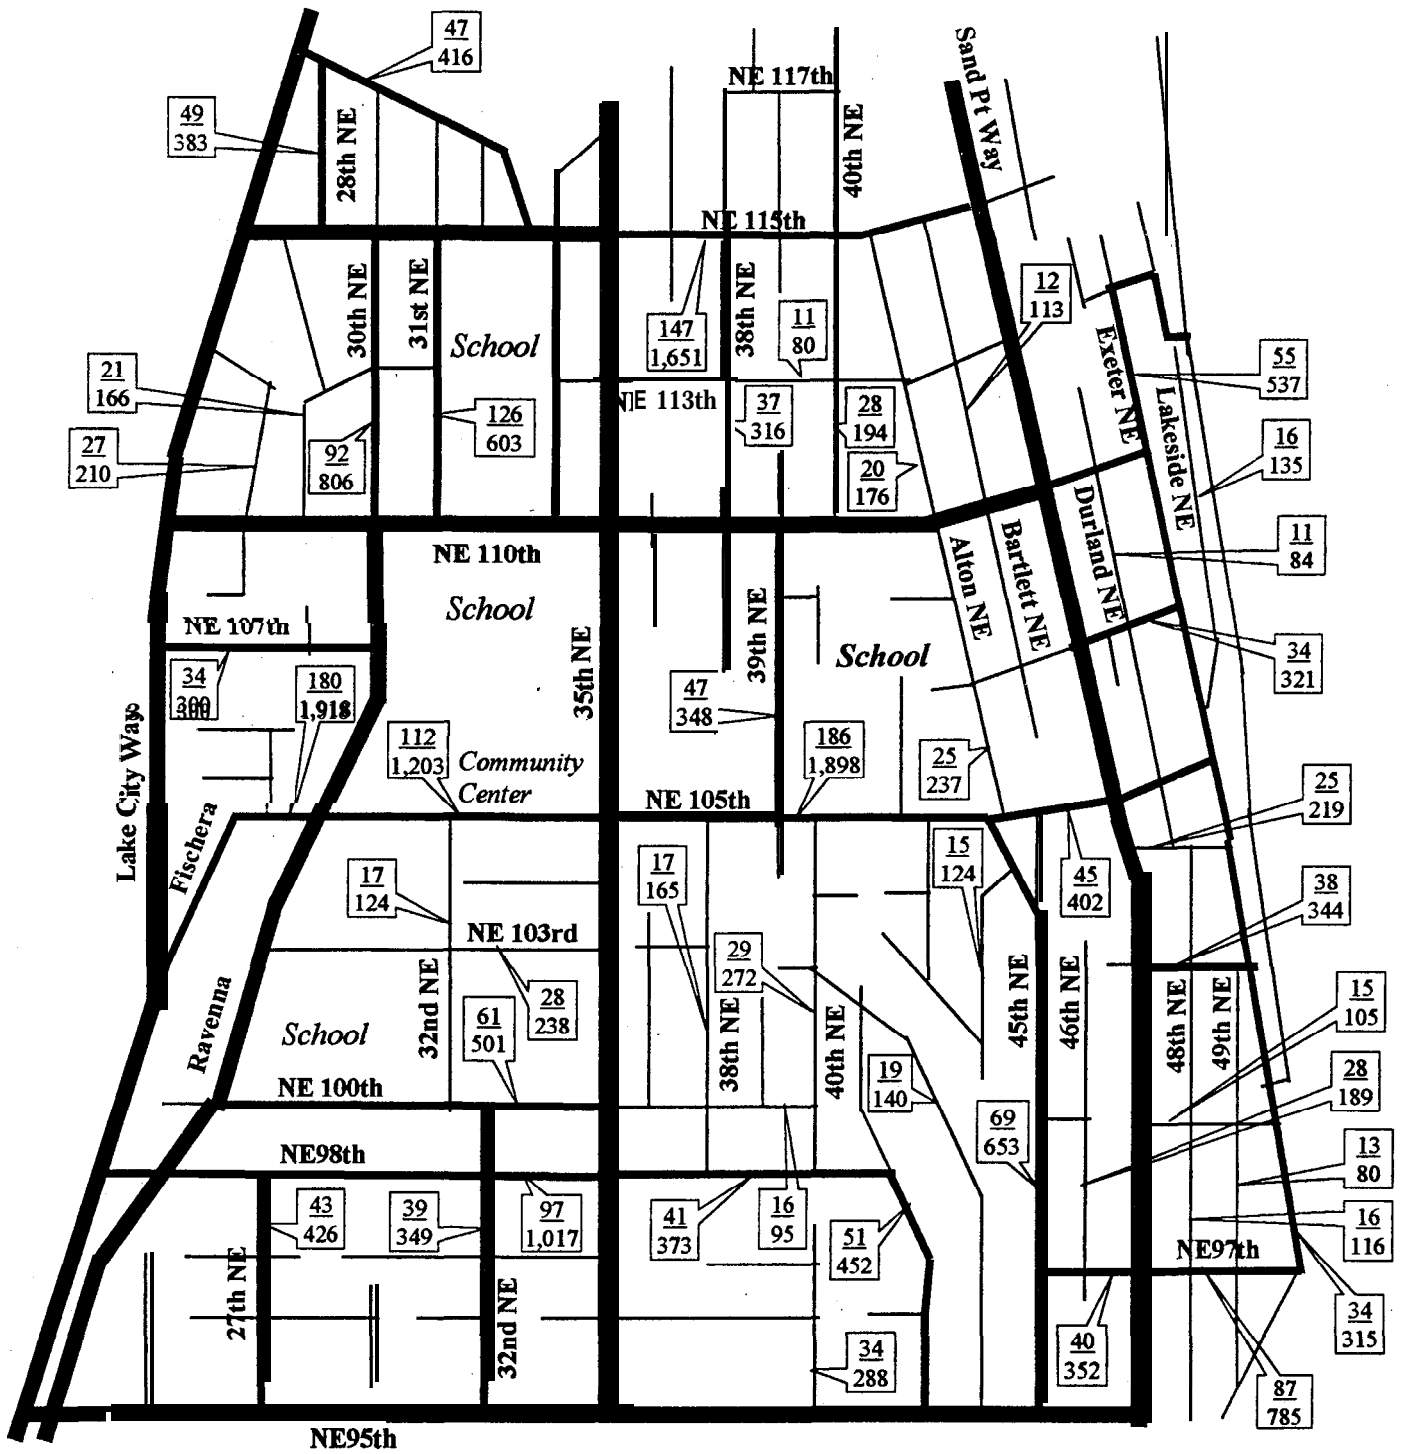 47
416
Sand Pt Way
NE 117th
49
383
28th NE
40th NE
NE 115th
30th NE
31st NE
School
147
1,651
38th NE
11
80
12
113
Exeter NE
55
537
21
166
NE 113th
Lakeside NE
27
210
92
806
126
603
37
316
28
194
16
135
20
176
NE 110th
School
Alton NE
Bartlett NE
Durland NE
11
84
NE 107th
35th NE
39th NE
School
34
321
34
300
180
1,918
47
348
Lake City Way
112
1,203
Community
Center
186
1,898
25
237
NE 105th
25
219
Fischera
17
124
17
165
15
124
45
402
38
344
NE 103rd
29
272
32nd NE
28
238
61
501
Ravenna
School
38th NE
40th NE
45th NE
46th NE
48th NE
49th NE
15
105
NE 100th
19
140
28
189
69
653
NE98th
13
80
43
426
39
349
97
1,017
41
373
16
95
51
452
16
116
NE97th
27th NE
32nd NE
34
315
34
288
40
352
87
785
NE95th